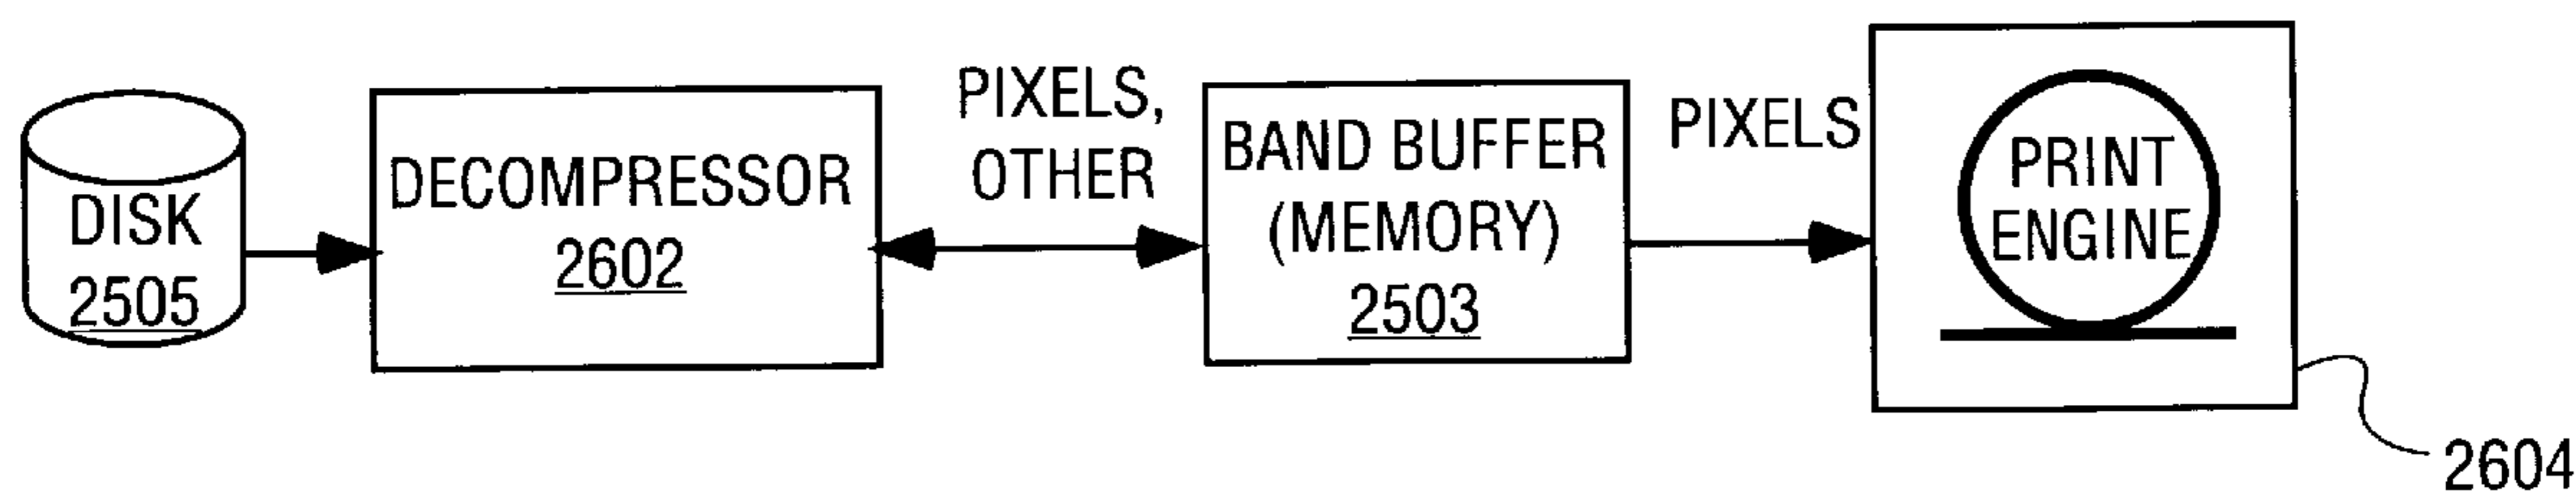 DISK
2505
DECOMPRESSOR
2602
PIXELS,
OTHER
BAND BUFFER
(MEMORY)
2503
PIXELS
PRINT
ENGINE
2604